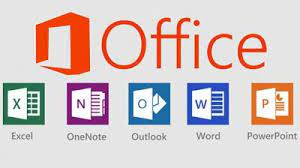 Office
X
N
O
W
P
Excel
OneNote
Outlook
Word
PowerPoint